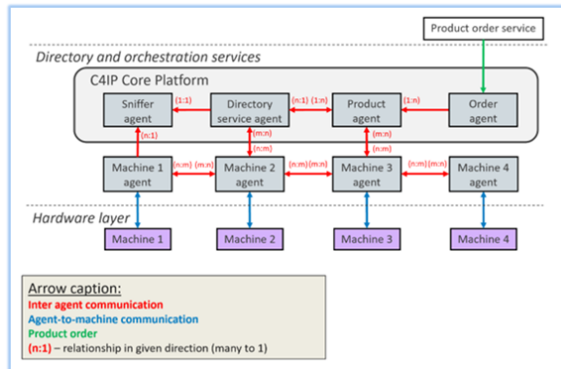 Product order service
Directory and orchestration services
C4IP Core Platform
Sniffer
agent
(1:1)
Directory
service agent
(n:1) (1:n)
Product
agent
(1:n)
Order
agent
(n:1)
(m:n)
(n:m)
(m:n)
(n:m)
Machine 1
agent
(n:m) (m:n)
Machine 2
agent
(n:m)(m:n)
Machine 3
agent
(n:m)(m:n)
Machine 4
agent
Hardware layer
Machine 1
Machine 2
Machine 3
Machine 4
Arrow caption:
Inter agent communication
Agent-to-machine communication
Product order
(n:1) – relationship in given direction (many to 1)